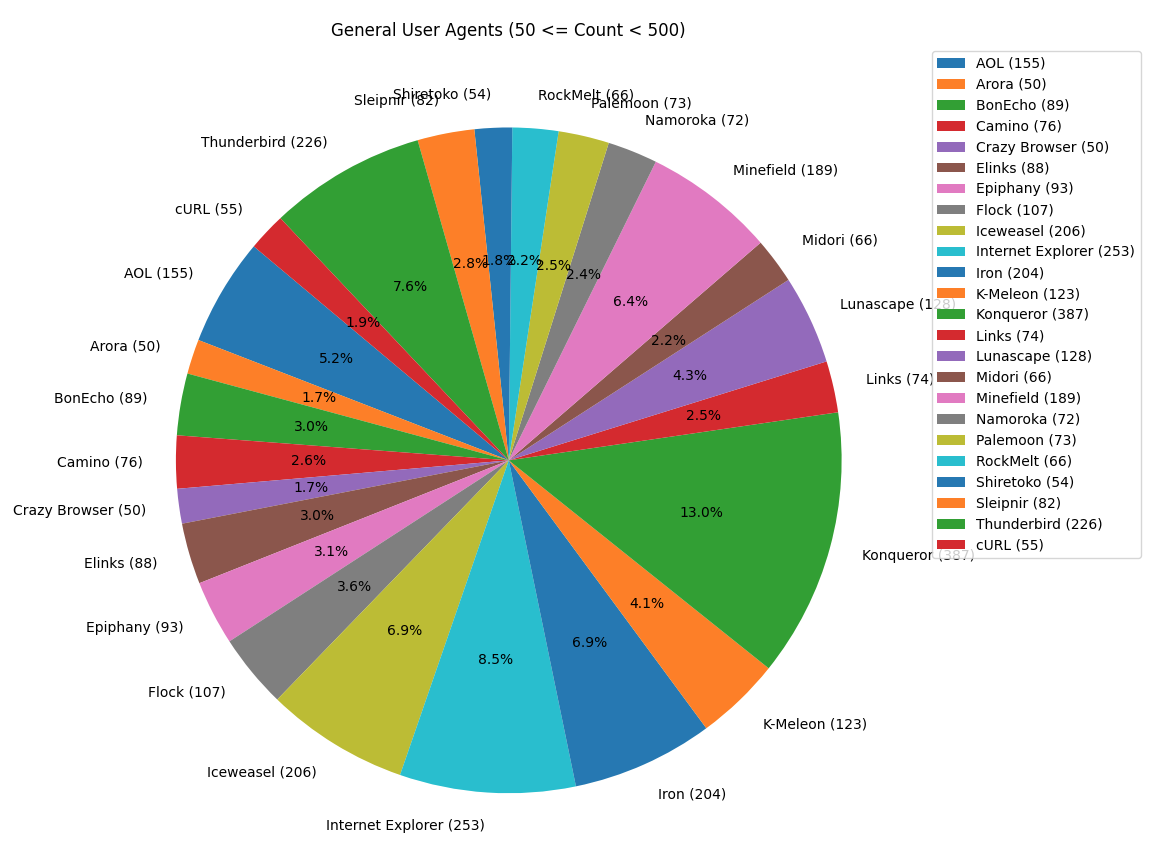 General User Agents (50 <= Count < 500)
AOL (155)
Arora (50)
BonEcho (89)
Camino (76)
Crazy Browser (50)
Elinks (88)
Epiphany (93)
Flock (107)
Iceweasel (206)
Internet Explorer (253)
Iron (204)
K-Meleon (123)
Konqueror (387)
Links (74)
Lunascape (128)
Midori (66)
Minefield (189)
Namoroka (72)
Palemoon (73)
RockMelt (66)
Shiretoko (54)
Sleipnir (82)
Thunderbird (226)
cURL (55)
5.2%
1.7%
3.0%
2.6%
1.7%
3.0%
3.1%
3.6%
6.9%
8.5%
6.9%
4.1%
13.0%
2.5%
4.3%
2.2%
6.4%
2.4%
2.5%
2.2%
1.8%
2.8%
7.6%
1.9%
AOL (155)
Arora (50)
BonEcho (89)
Camino (76)
Crazy Browser (50)
Elinks (88)
Epiphany (93)
Flock (107)
Iceweasel (206)
Internet Explorer (253)
Iron (204)
K-Meleon (123)
Konqueror (387)
Links (74)
Lunascape (128)
Midori (66)
Minefield (189)
Namoroka (72)
Palemoon (73)
RockMelt (66)
Shiretoko (54)
Sleipnir (82)
Thunderbird (226)
cURL (55)